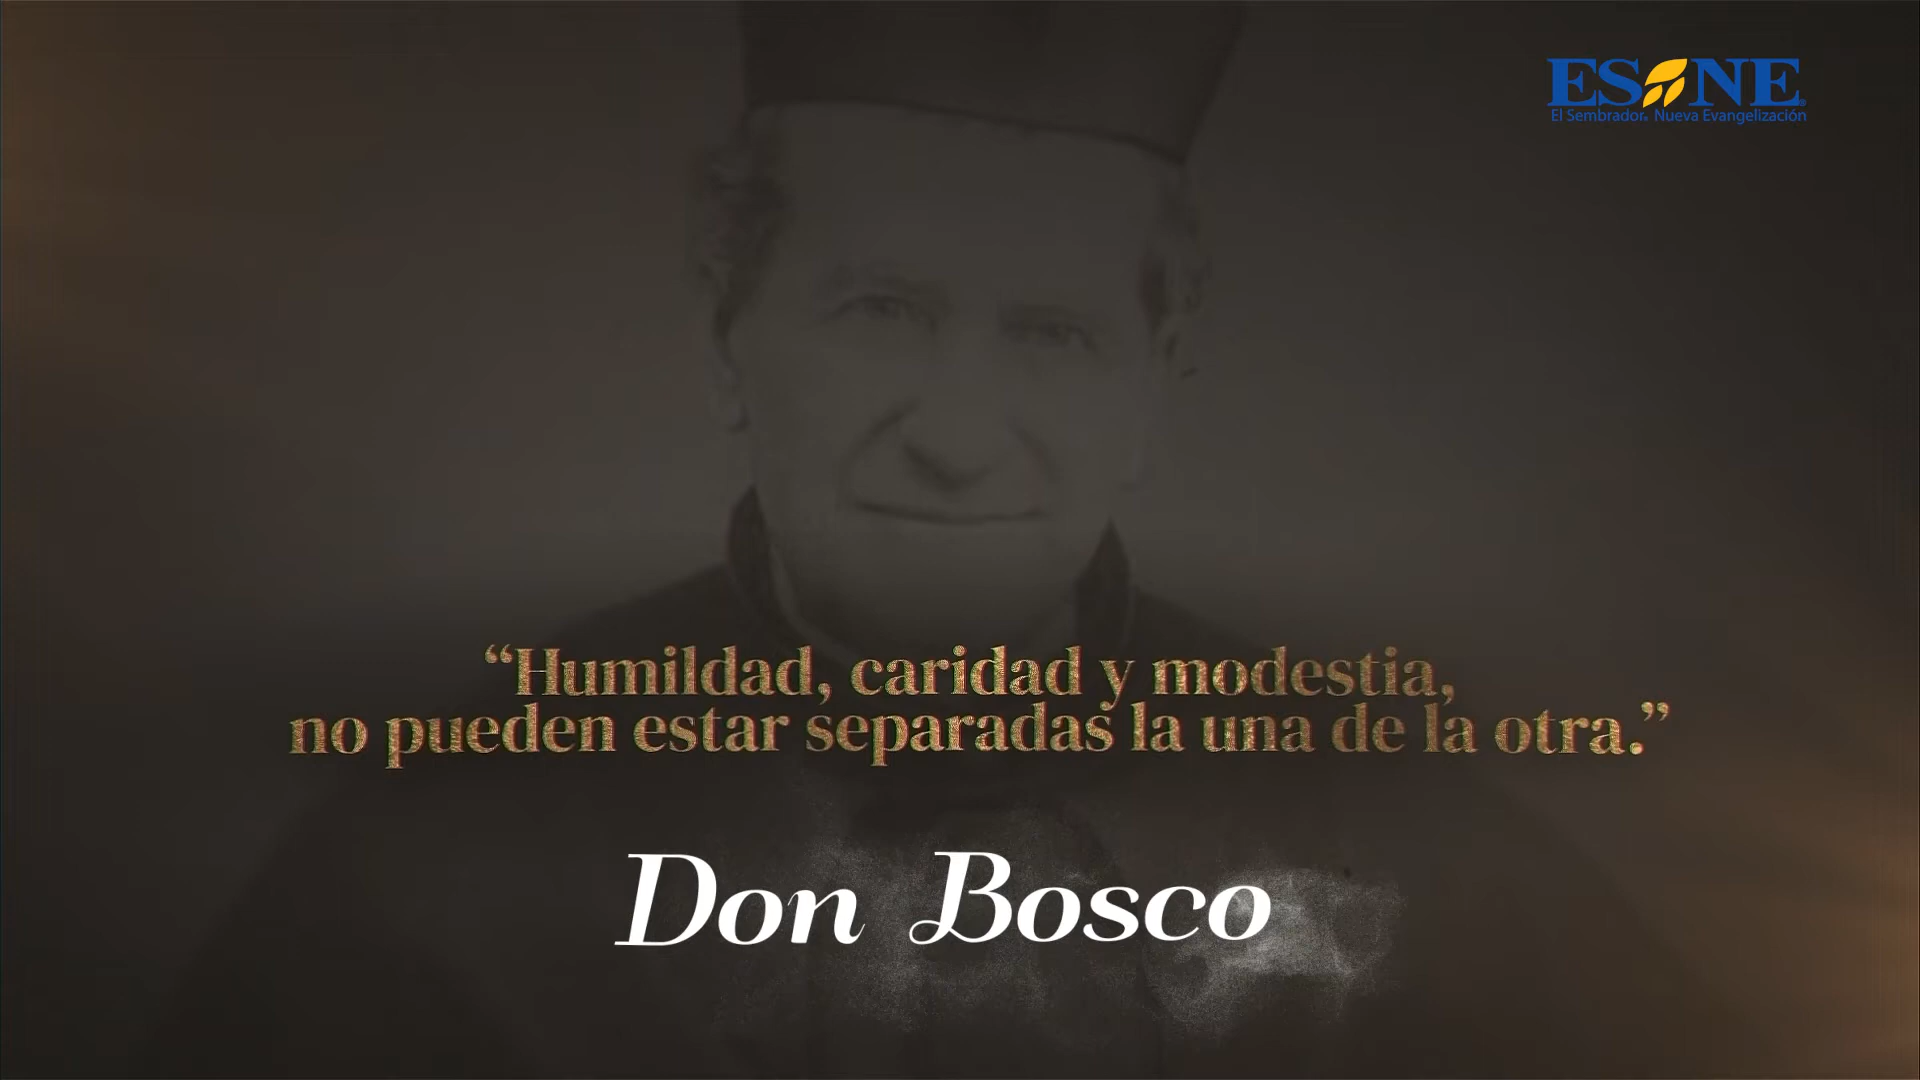 ESNE
El Sembrador® Nueva Evangelización
“Humildad, caridad y modestia,
no pueden estar separadas la una de la otra.”
Don Bosco